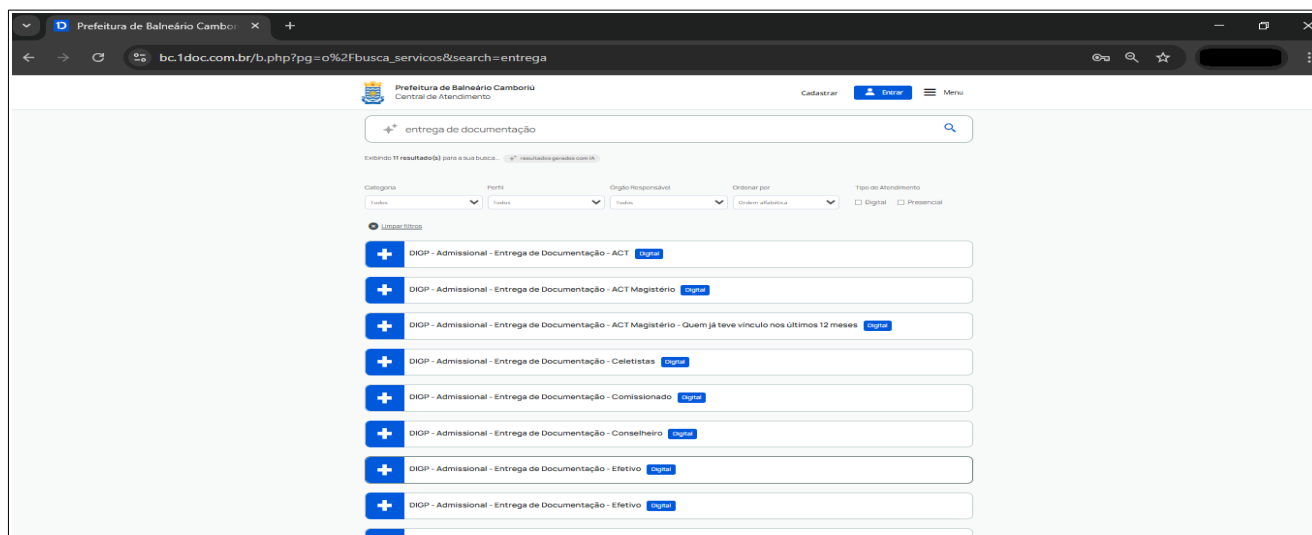 Prefeitura de Balneário Cambor
bc.1doc.com.br/b.php?pg=o%2Fbusca_servicos&search=entrega
Prefeitura de Balneário Camboriú
Central de Atendimento
Cadastrar Entrar Menu
entrega de documentação
Exibindo 11 resultado(s) para a sua busca... resultados gerados com IA
Categoria Perfil Órgão Responsável Ordenar por Tipo de Atendimento
Todos Todos Todos Ordem alfabética Digital Presencial
Limpar filtros
DIGP - Admissional - Entrega de Documentação - ACT Digital
DIGP - Admissional - Entrega de Documentação - ACT Magistério Digital
DIGP - Admissional - Entrega de Documentação - ACT Magistério - Quem já teve vínculo nos últimos 12 meses Digital
DIGP - Admissional - Entrega de Documentação - Celetistas Digital
DIGP - Admissional - Entrega de Documentação - Comissionado Digital
DIGP - Admissional - Entrega de Documentação - Conselheiro Digital
DIGP - Admissional - Entrega de Documentação - Efetivo Digital
DIGP - Admissional - Entrega de Documentação - Efetivo Digital